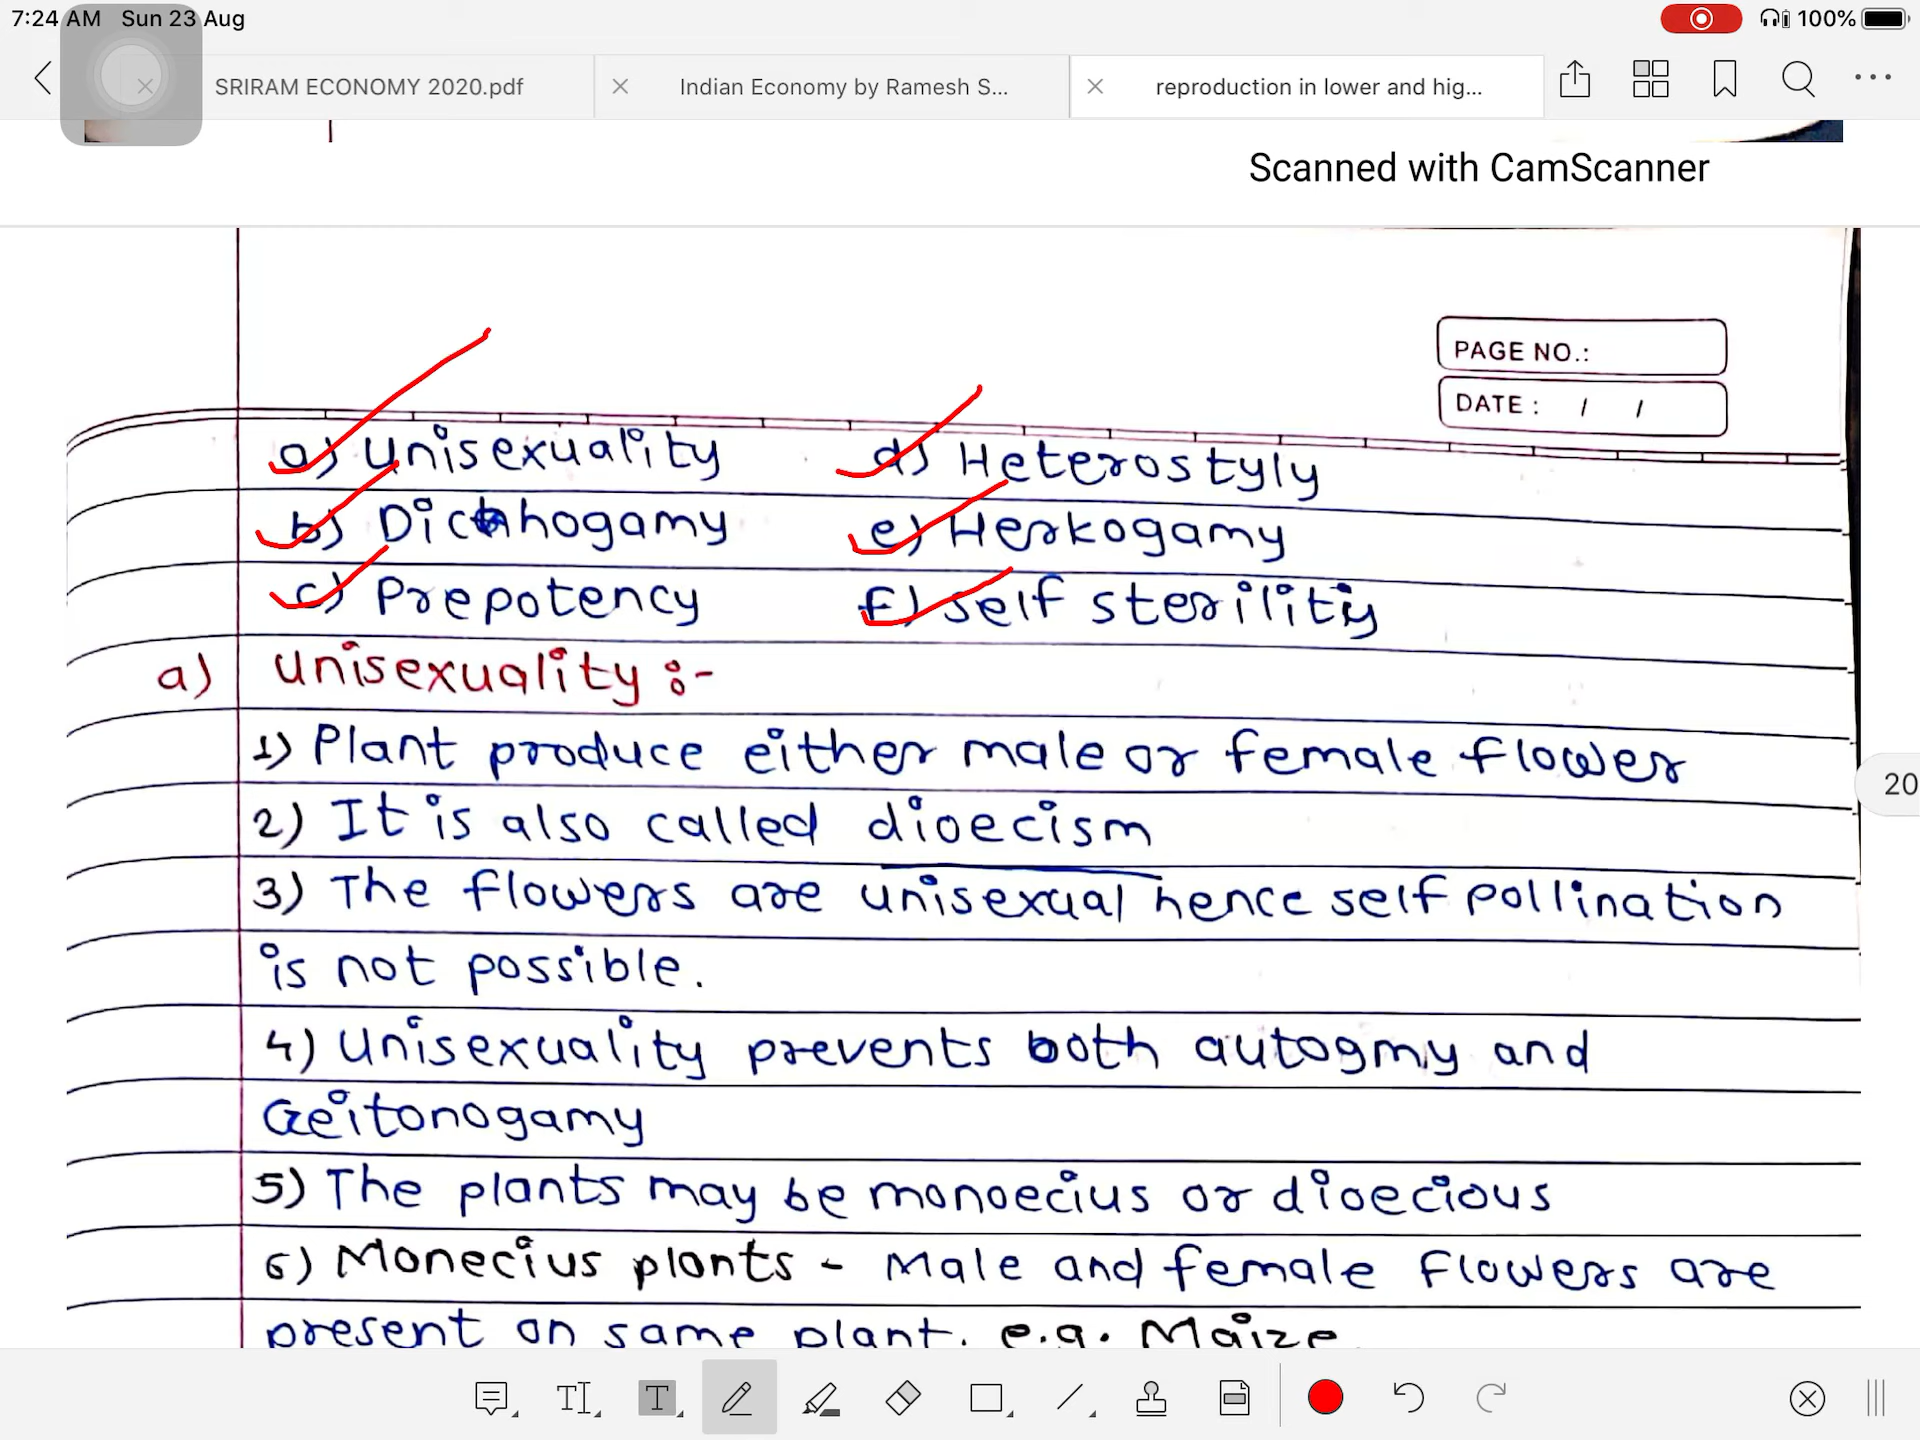 7:24 AM Sun 23 Aug
100%
SRIRAM ECONOMY 2020.pdf
Indian Economy by Ramesh S...
reproduction in lower and hig...
Scanned with CamScanner
PAGE NO.:
DATE : / /
a) Unisexuality d) Heterostyly
b) Dichogamy e) Herkogamy
c) Prepotency f) self sterility
a) unisexuality :-
1) Plant produce either male or female flower
2) It is also called dioecism
3) The flowers are unisexual hence self pollination
is not possible.
4) Unisexuality prevents both autogmy and
Geitonogamy
5) The plants may be monoecius or dioecious
6) Monecius plants - Male and female Flowers are
present on same plant. e.g. Maize
20